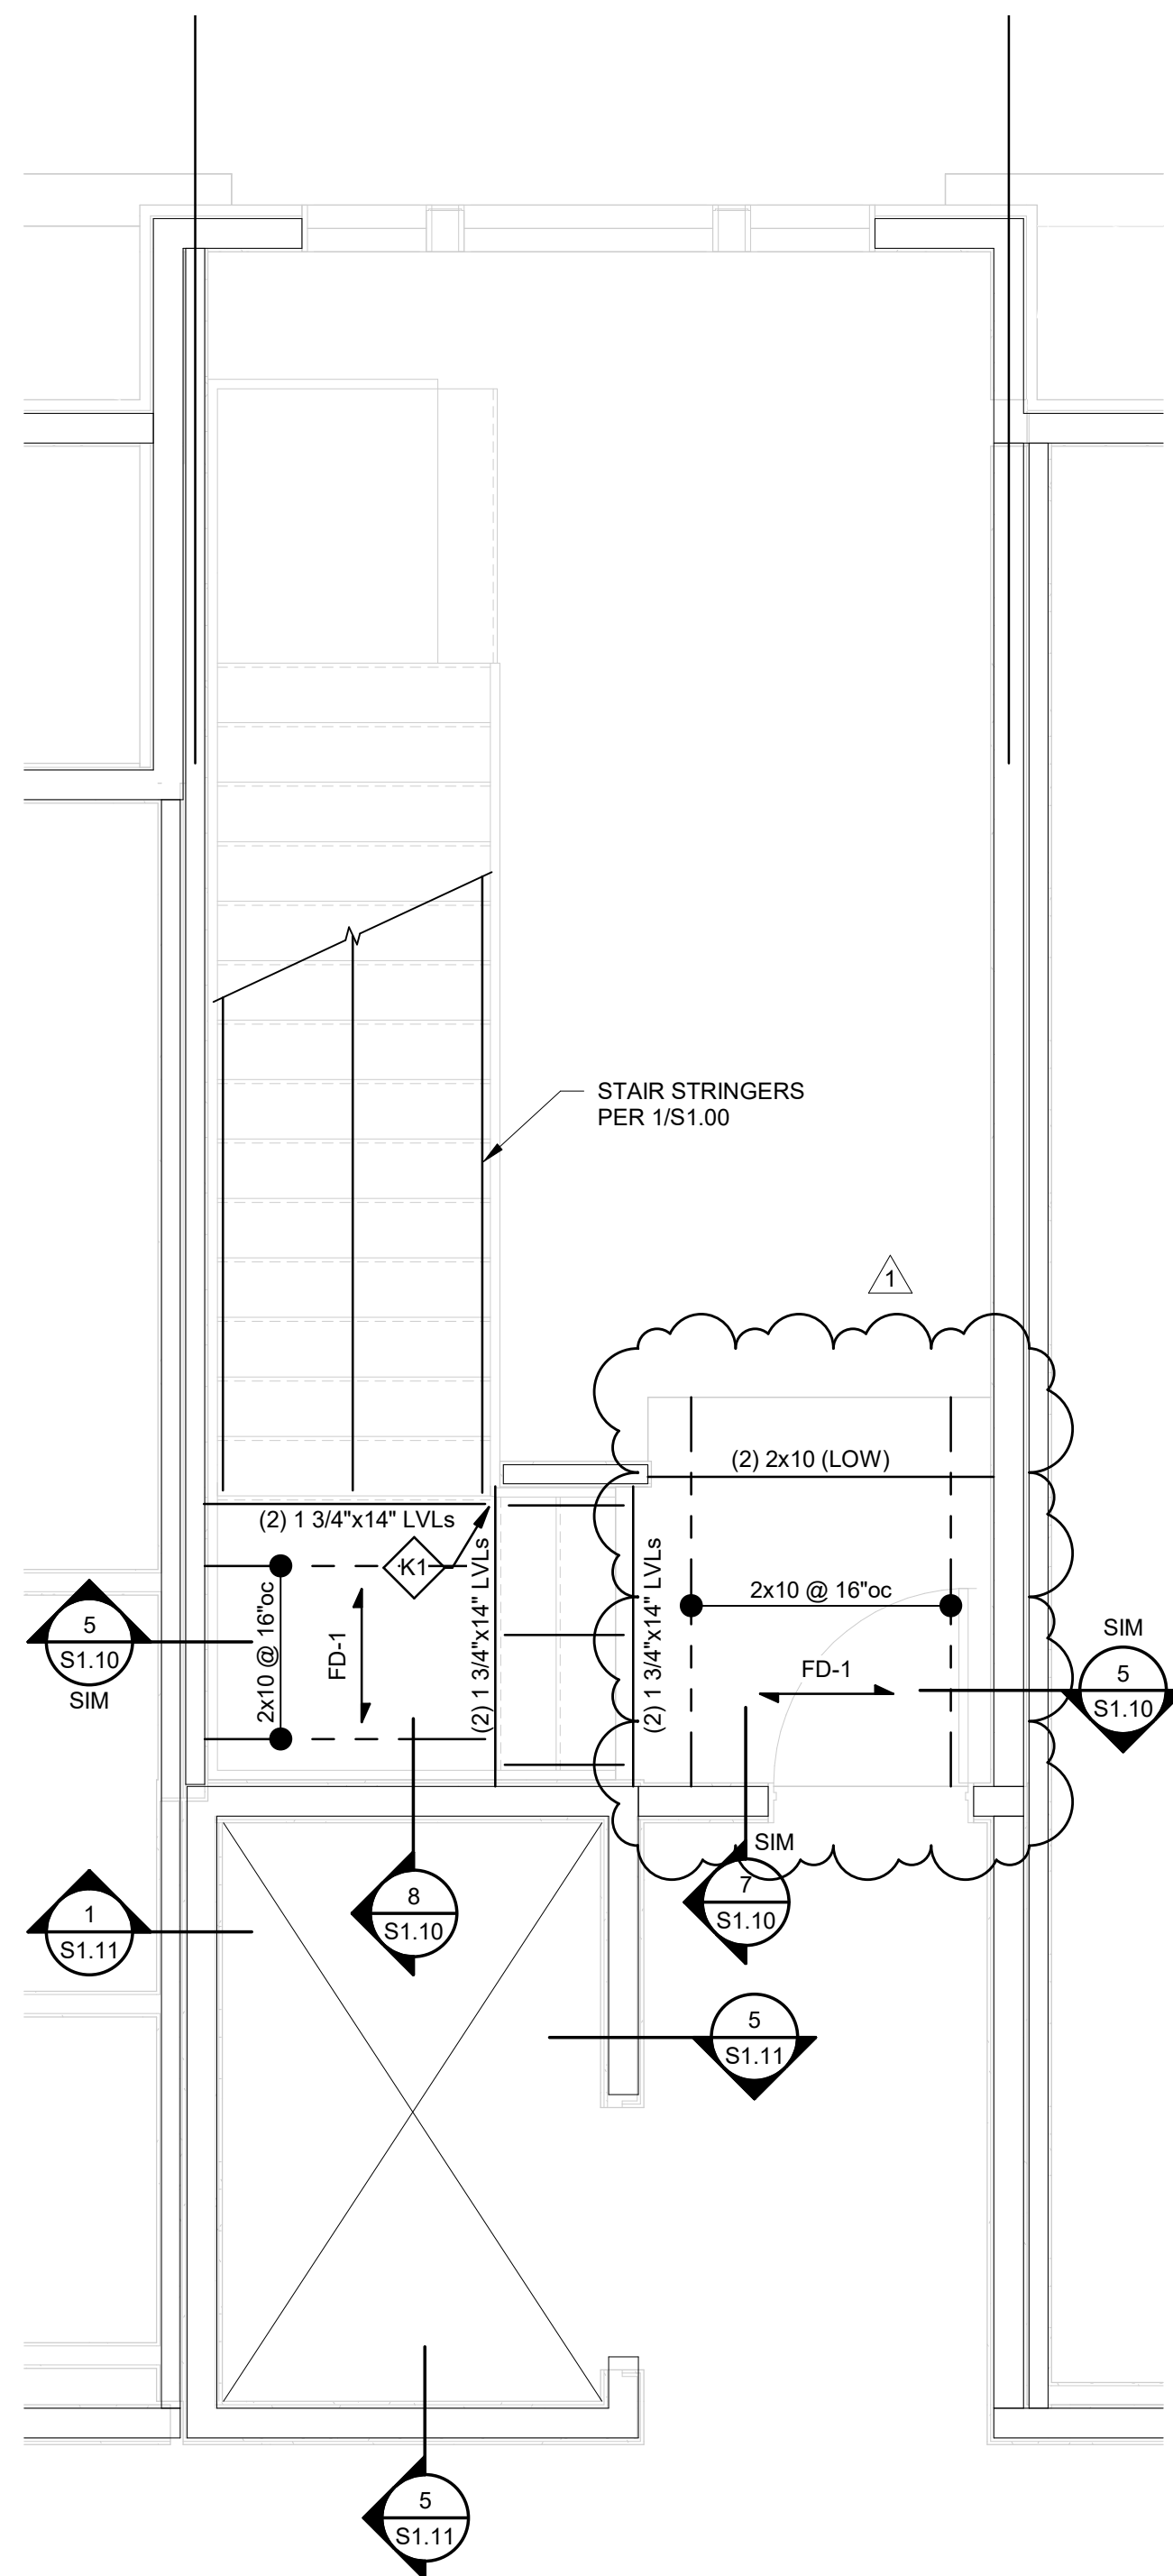 STAIR STRINGERS
PER 1/S1.00
1
(2) 2x10 (LOW)
(2) 1 3/4"x14" LVLs
K1
(2) 1 3/4"x14" LVLs
(2) 1 3/4"x14" LVLs
2x10 @ 16"oc
2x10 @ 16"oc
FD-1
FD-1
5
S1.10
SIM
SIM
5
S1.10
SIM
7
S1.10
8
S1.10
1
S1.11
5
S1.11
5
S1.11